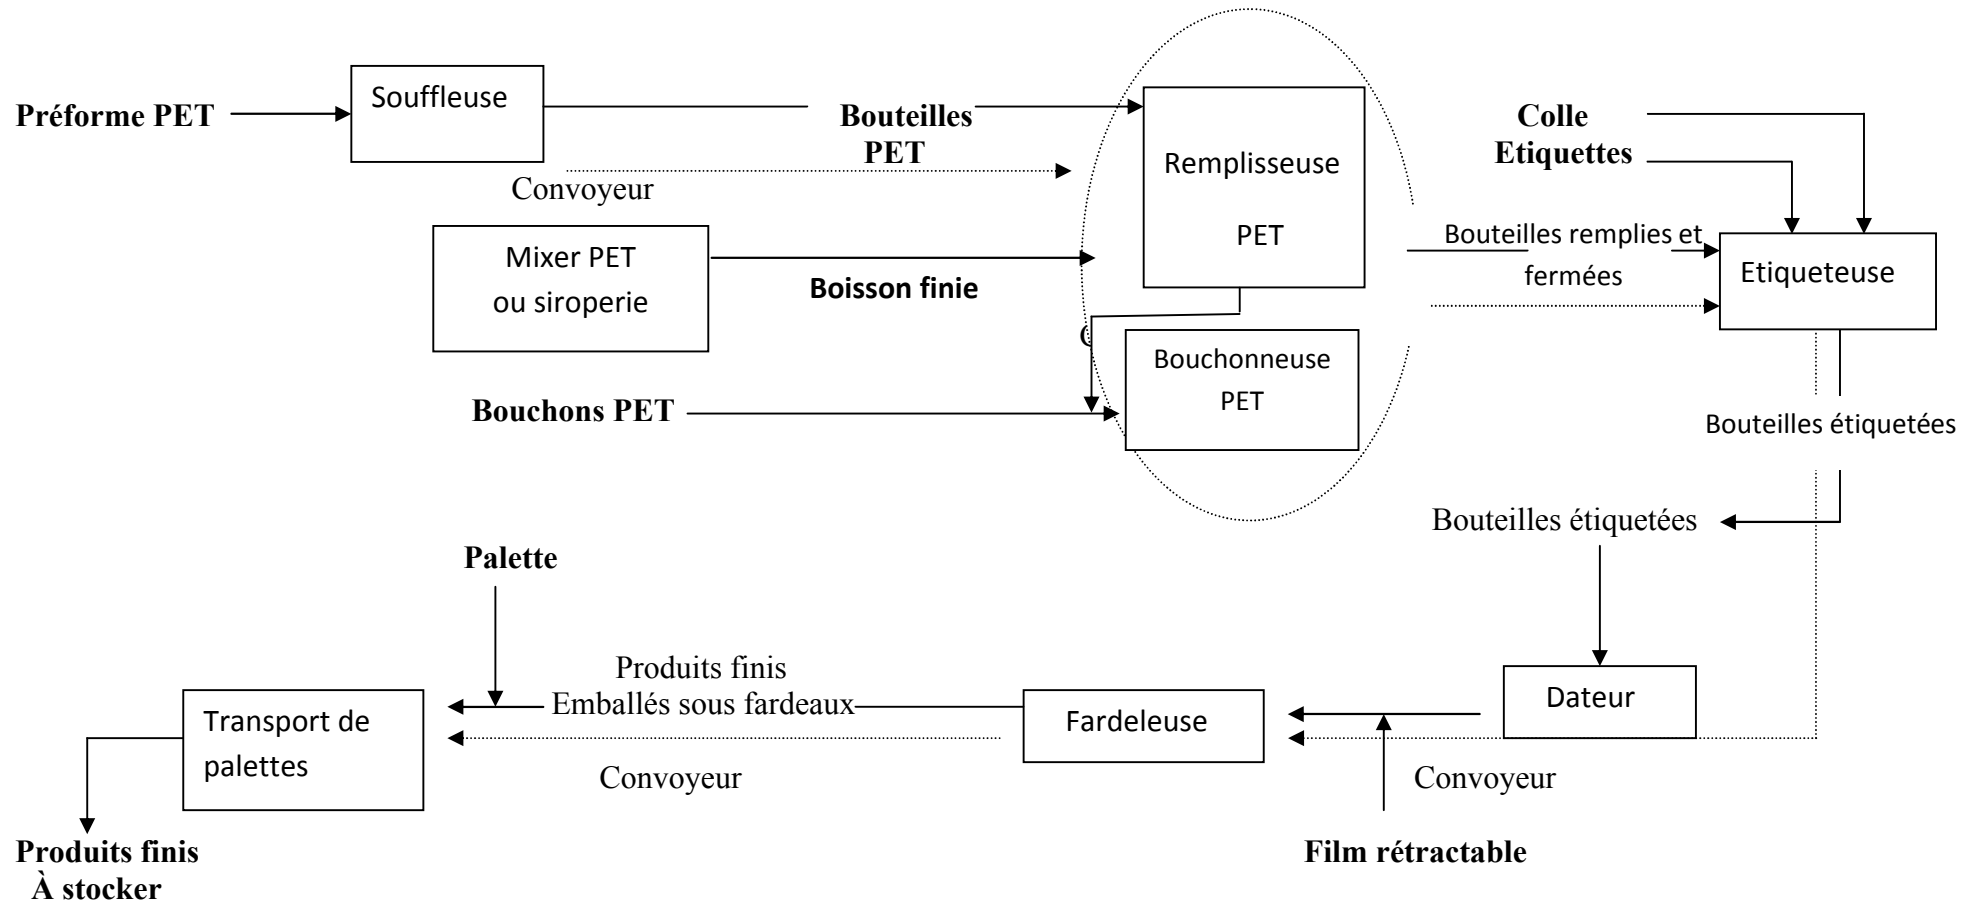 Souffleuse
Préforme PET
Bouteilles
PET
Colle
Etiquettes
Convoyeur
Remplisseuse
PET
Mixer PET
ou siroperie
Boisson finie
Bouteilles remplies et
fermées
Etiqueteuse
Bouchonneuse
PET
Bouchons PET
Bouteilles étiquetées
Bouteilles étiquetées
Palette
Produits finis
Emballés sous fardeaux
Dateur
Transport de
palettes
Fardeleuse
Convoyeur
Convoyeur
Produits finis
À stocker
Film rétractable